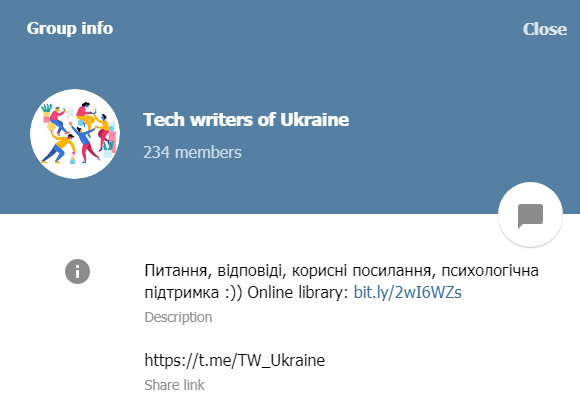 Group info
Close
Tech writers of Ukraine
234 members
Питання, відповіді, корисні посилання, психологічна
підтримка :)) Online library: bit.ly/2wI6WZs
Description
https://t.me/TW_Ukraine
Share link